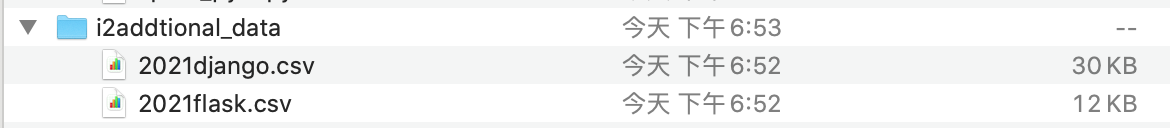 i2addtional_data 今天 下午6:53 --
2021django.csv 今天 下午6:52 30 KB
2021flask.csv 今天 下午6:52 12 KB